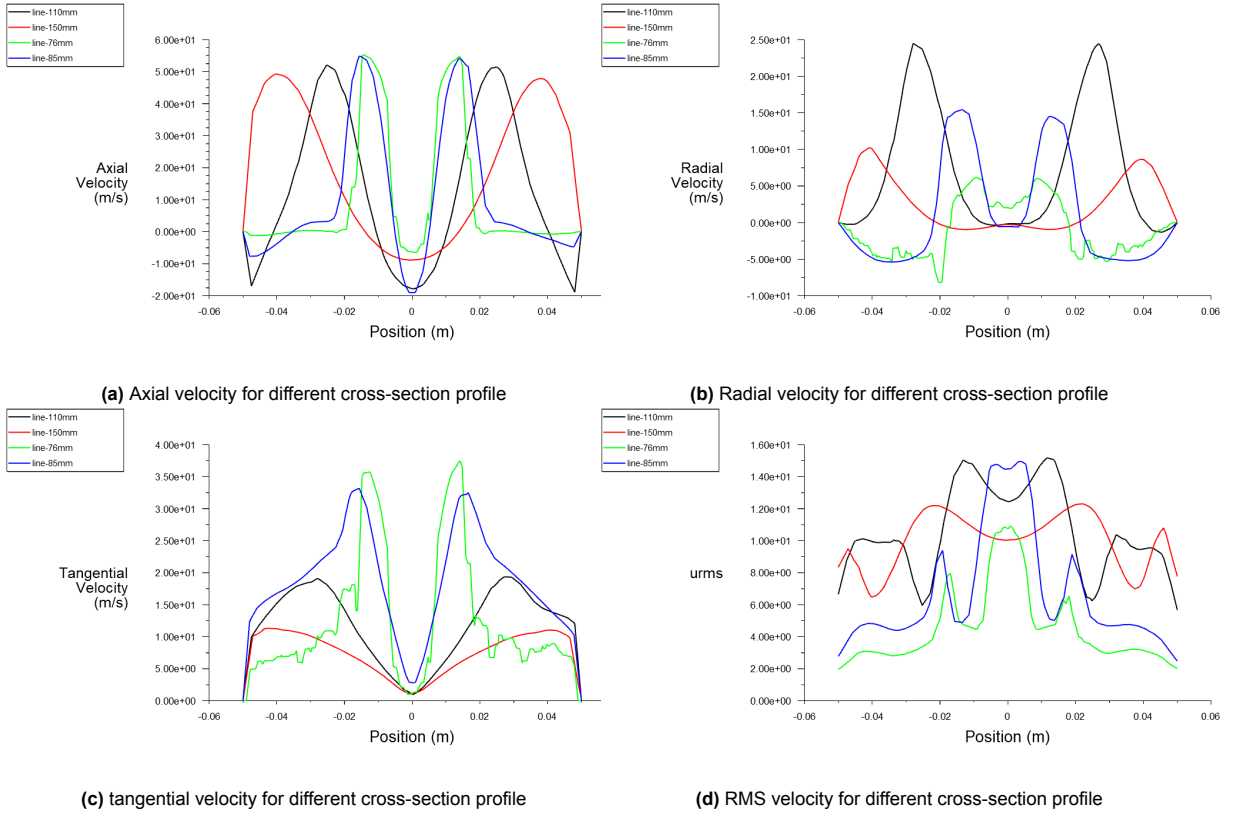 line-110mm
line-150mm
line-76mm
line-85mm
6.00e+01
5.00e+01
4.00e+01
3.00e+01
2.00e+01
1.00e+01
0.00e+00
-1.00e+01
-2.00e+01
Axial
Velocity
(m/s)
-0.06 -0.04 -0.02 0 0.02 0.04 0.06
Position (m)
(a) Axial velocity for different cross-section profile
line-110mm
line-150mm
line-76mm
line-85mm
2.50e+01
2.00e+01
1.50e+01
1.00e+01
5.00e+00
0.00e+00
-5.00e+00
-1.00e+01
Radial
Velocity
(m/s)
-0.06 -0.04 -0.02 0 0.02 0.04 0.06
Position (m)
(b) Radial velocity for different cross-section profile
line-110mm
line-150mm
line-76mm
line-85mm
4.00e+01
3.50e+01
3.00e+01
2.50e+01
2.00e+01
1.50e+01
1.00e+01
5.00e+00
0.00e+00
Tangential
Velocity
(m/s)
-0.06 -0.04 -0.02 0 0.02 0.04 0.06
Position (m)
(c) tangential velocity for different cross-section profile
line-110mm
line-150mm
line-76mm
line-85mm
1.60e+01
1.40e+01
1.20e+01
1.00e+01
8.00e+00
6.00e+00
4.00e+00
2.00e+00
0.00e+00
urms
-0.06 -0.04 -0.02 0 0.02 0.04 0.06
Position (m)
(d) RMS velocity for different cross-section profile